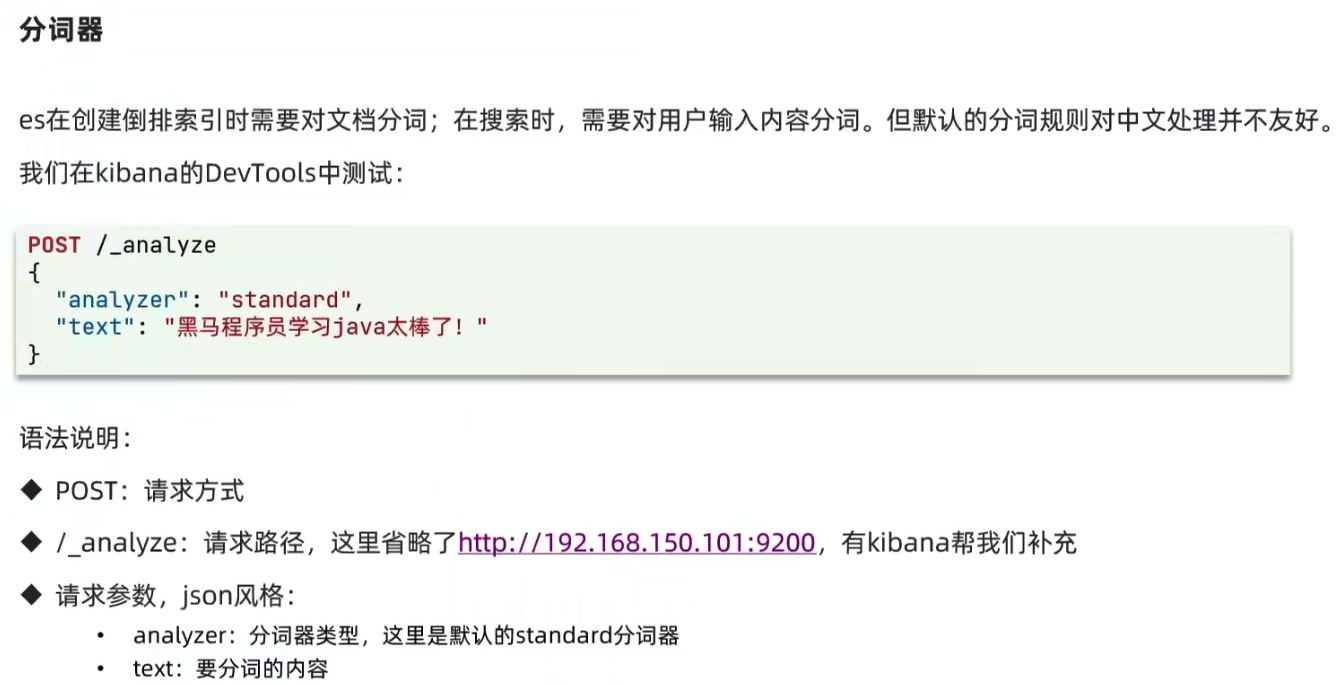 分词器
es在创建倒排索引时需要对文档分词；在搜索时，需要对用户输入内容分词。但默认的分词规则对中文处理并不友好。
我们在kibana的DevTools中测试：
POST /_analyze
{
  "analyzer": "standard",
  "text": "黑马程序员学习java太棒了！"
}
语法说明：
◆ POST：请求方式
◆ /_analyze：请求路径，这里省略了http://192.168.150.101:9200，有kibana帮我们补充
◆ 请求参数，json风格：
• analyzer：分词器类型，这里是默认的standard分词器
• text：要分词的内容